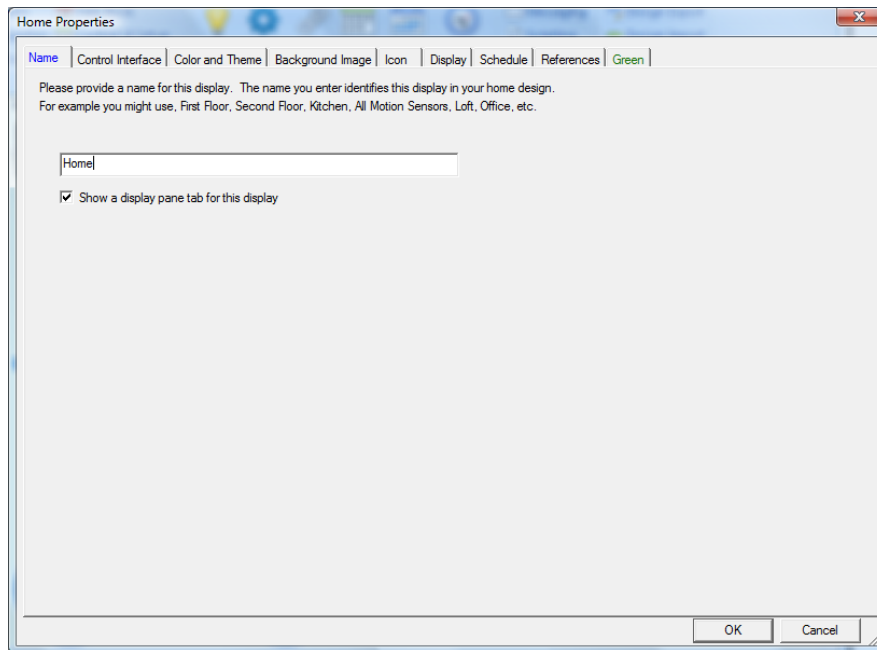 Home Properties
Name Control Interface Color and Theme Background Image Icon Display Schedule References Green
Please provide a name for this display. The name you enter identifies this display in your home design.
For example you might use, First Floor, Second Floor, Kitchen, All Motion Sensors, Loft, Office, etc.
Home
Show a display pane tab for this display
OK Cancel